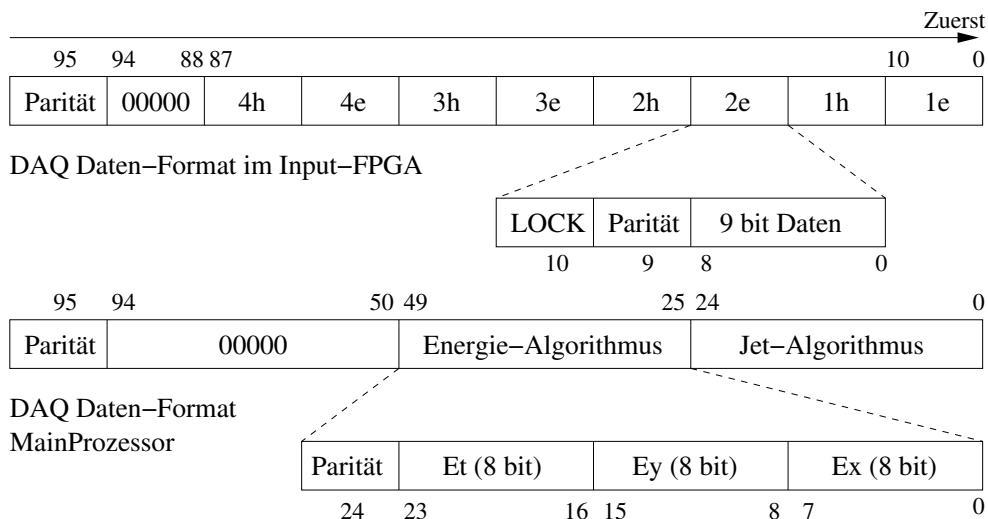 Zuerst
95 94 88 87 10 0
Parität 00000 4h 4e 3h 3e 2h 2e 1h 1e
DAQ Daten−Format im Input−FPGA
LOCK Parität 9 bit Daten
10 9 8 0
95 94 50 49 25 24 0
Parität 00000 Energie−Algorithmus Jet−Algorithmus
DAQ Daten−Format
MainProzessor
Parität Et (8 bit) Ey (8 bit) Ex (8 bit)
24 23 16 15 8 7 0